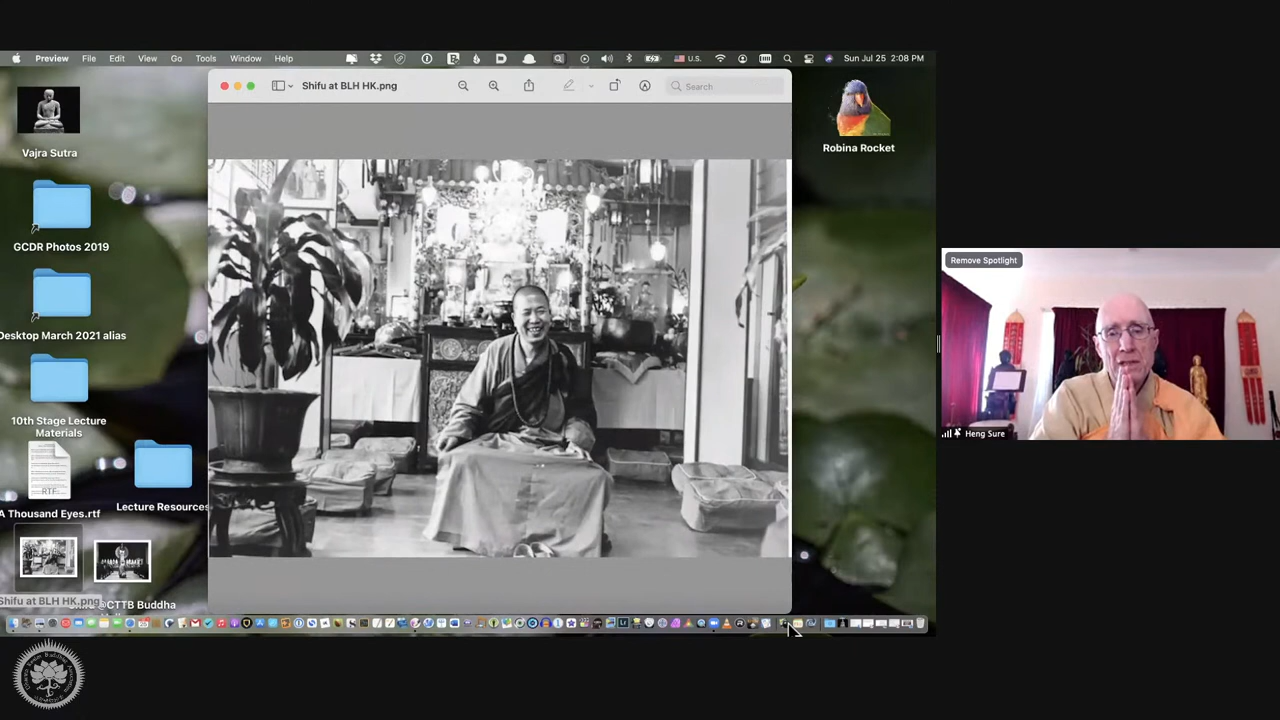 Preview File Edit View Go Tools Window Help
U.S.
Sun Jul 25 2:08 PM
Shifu at BLH HK.png
Search
Vajra Sutra
Robina Rocket
GCDR Photos 2019
Desktop March 2021 alias
10th Stage Lecture
Materials
RTF
A Thousand Eyes.rtf
Lecture Resources
Shifu at BLH HK.png
@CTTB Buddha
Remove Spotlight
Heng Sure